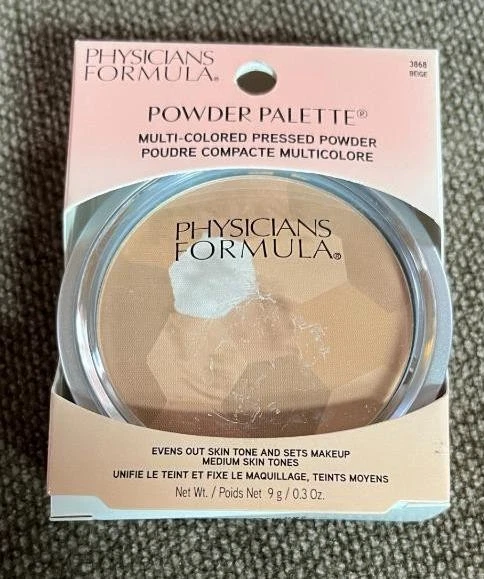 PHYSICIANS
FORMULA®
3868
BEIGE
POWDER PALETTE®
MULTI-COLORED PRESSED POWDER
POUDRE COMPACTE MULTICOLORE
PHYSICIANS
FORMULA®
EVENS OUT SKIN TONE AND SETS MAKEUP
MEDIUM SKIN TONES
UNIFIE LE TEINT ET FIXE LE MAQUILLAGE, TEINTS MOYENS
Net Wt. / Poids Net 9 g / 0.3 Oz.